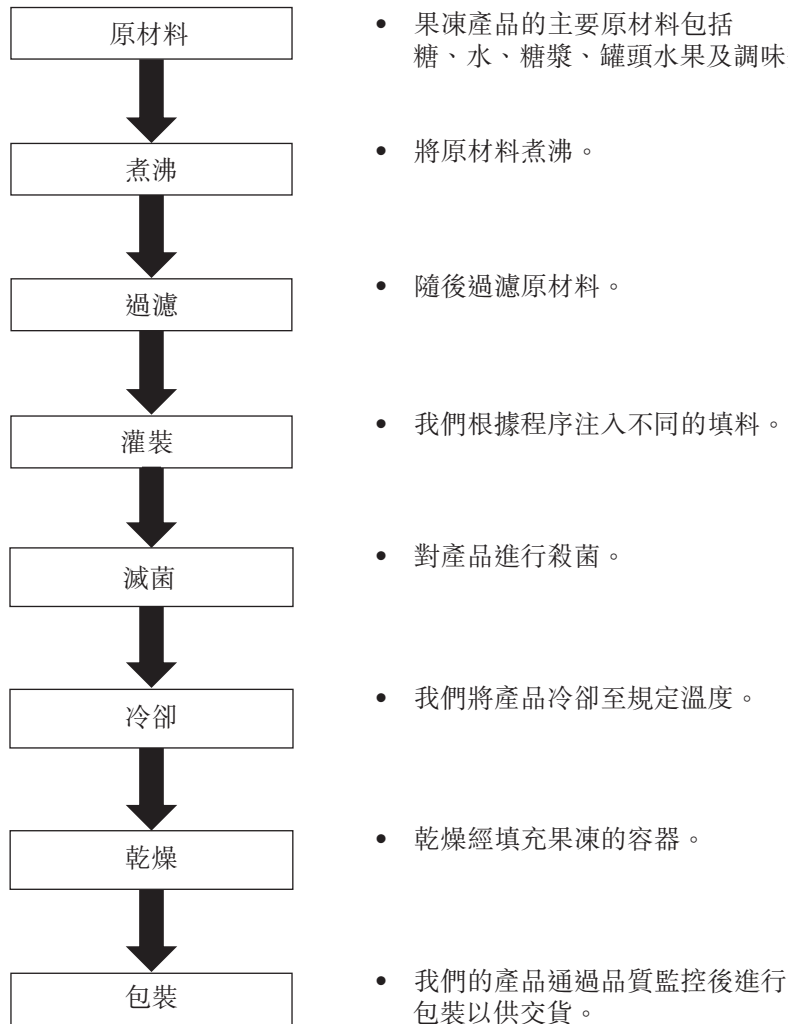 原材料
• 果凍產品的主要原材料包括
糖、水、糖漿、罐頭水果及調味
煮沸
• 將原材料煮沸。
過濾
• 隨後過濾原材料。
灌裝
• 我們根據程序注入不同的填料。
滅菌
• 對產品進行殺菌。
冷卻
• 我們將產品冷卻至規定溫度。
乾燥
• 乾燥經填充果凍的容器。
包裝
• 我們的產品通過品質監控後進行
包裝以供交貨。